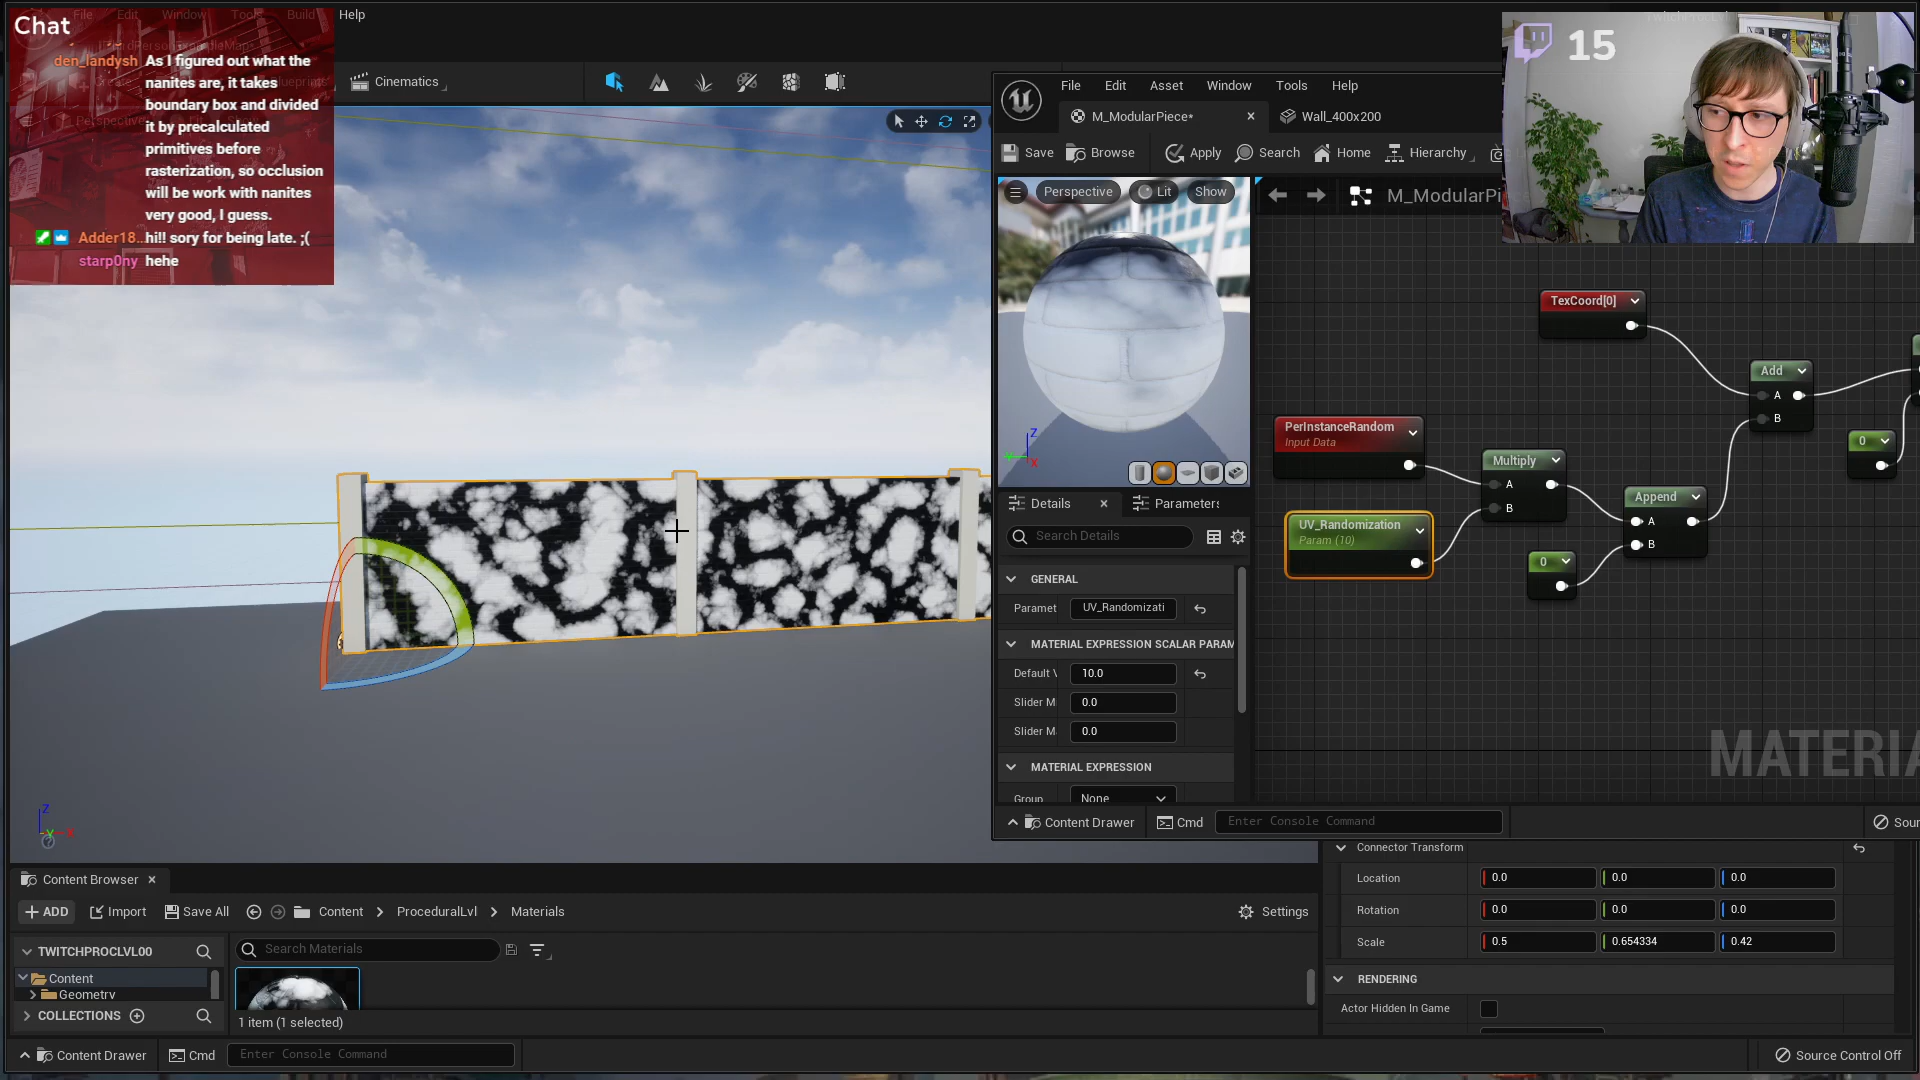 Chat
den_landysh As I figured out what the
nanites are, it takes
boundary box and divided
it by precalculated
primitives before
rasterization, so occlusion
will be work with nanites
very good, I guess.
Adder18... hi!! sory for being late. ;(
starp0ny hehe
File Edit Window Tools Build Help
Cinematics
15
File Edit Asset Window Tools Help
M_ModularPiece*
Wall_400x200
Save Browse Apply Search Home Hierarchy
Perspective Lit Show
M_ModularPie
Z
X
Details
Parameters
Search Details
GENERAL
Paramet UV_Randomizati
MATERIAL EXPRESSION SCALAR PARAM
Default V 10.0
Slider M 0.0
Slider M 0.0
MATERIAL EXPRESSION
Group None
TexCoord[0]
Add
A
B
0
PerInstanceRandom
Input Data
Multiply
A
B
UV_Randomization
Param (10)
Append
A
B
0
MATERIA
Content Drawer Cmd Enter Console Command Sour
Z
Y
X
Connector Transform
Location 0.0 0.0 0.0
Rotation 0.0 0.0 0.0
Scale 0.5 0.654334 0.42
RENDERING
Actor Hidden In Game
Content Browser
ADD Import Save All Content ProceduralLvl Materials Settings
TWITCHPROCLVL00
Search Materials
Content
Geometry
COLLECTIONS
1 item (1 selected)
Content Drawer Cmd Enter Console Command Source Control Off